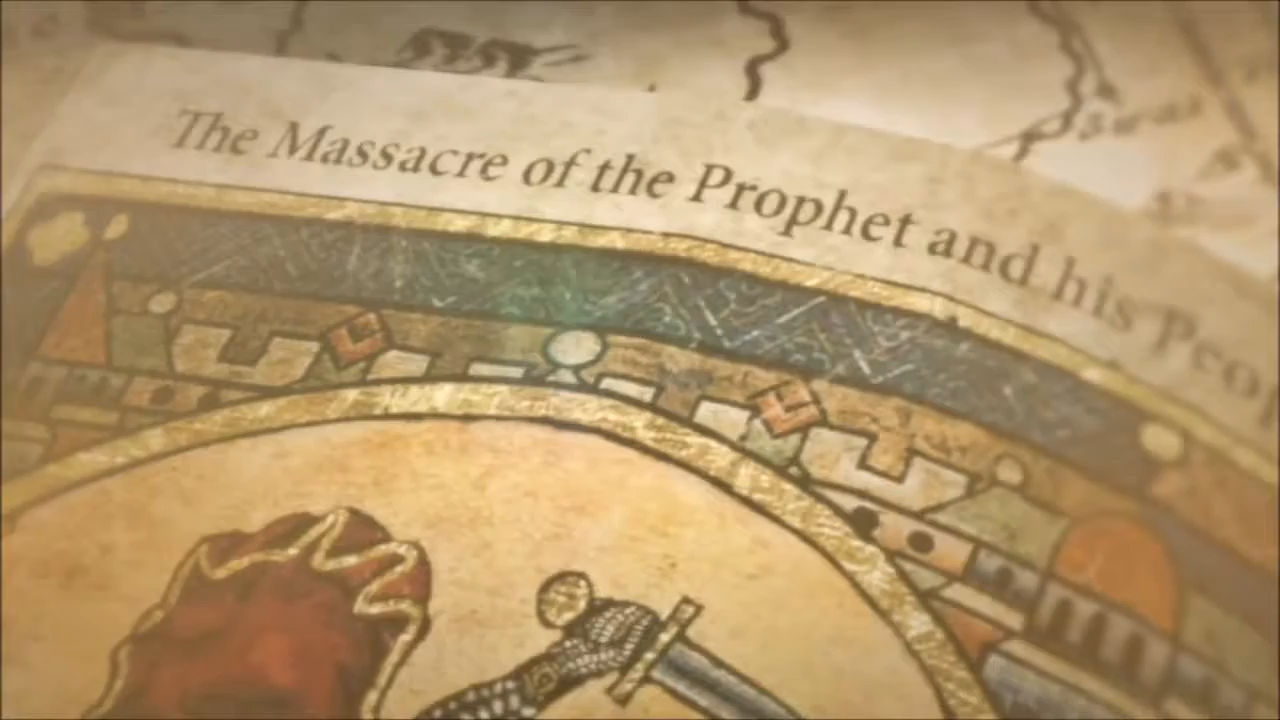 The Massacre of the Prophet and his